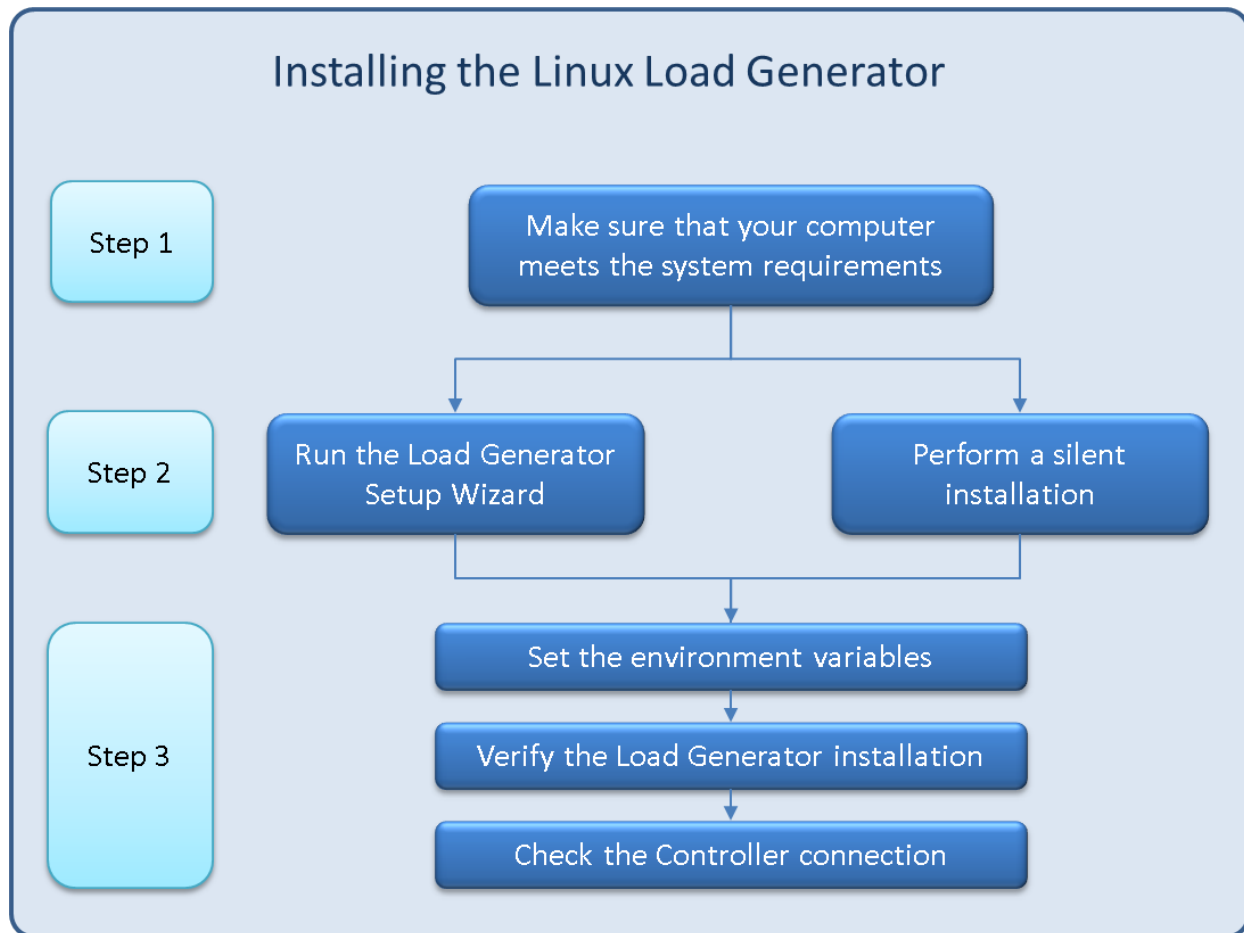 Installing the Linux Load Generator
Step 1
Make sure that your computer
meets the system requirements
Step 2
Run the Load Generator
Setup Wizard
Perform a silent
installation
Step 3
Set the environment variables
Verify the Load Generator installation
Check the Controller connection